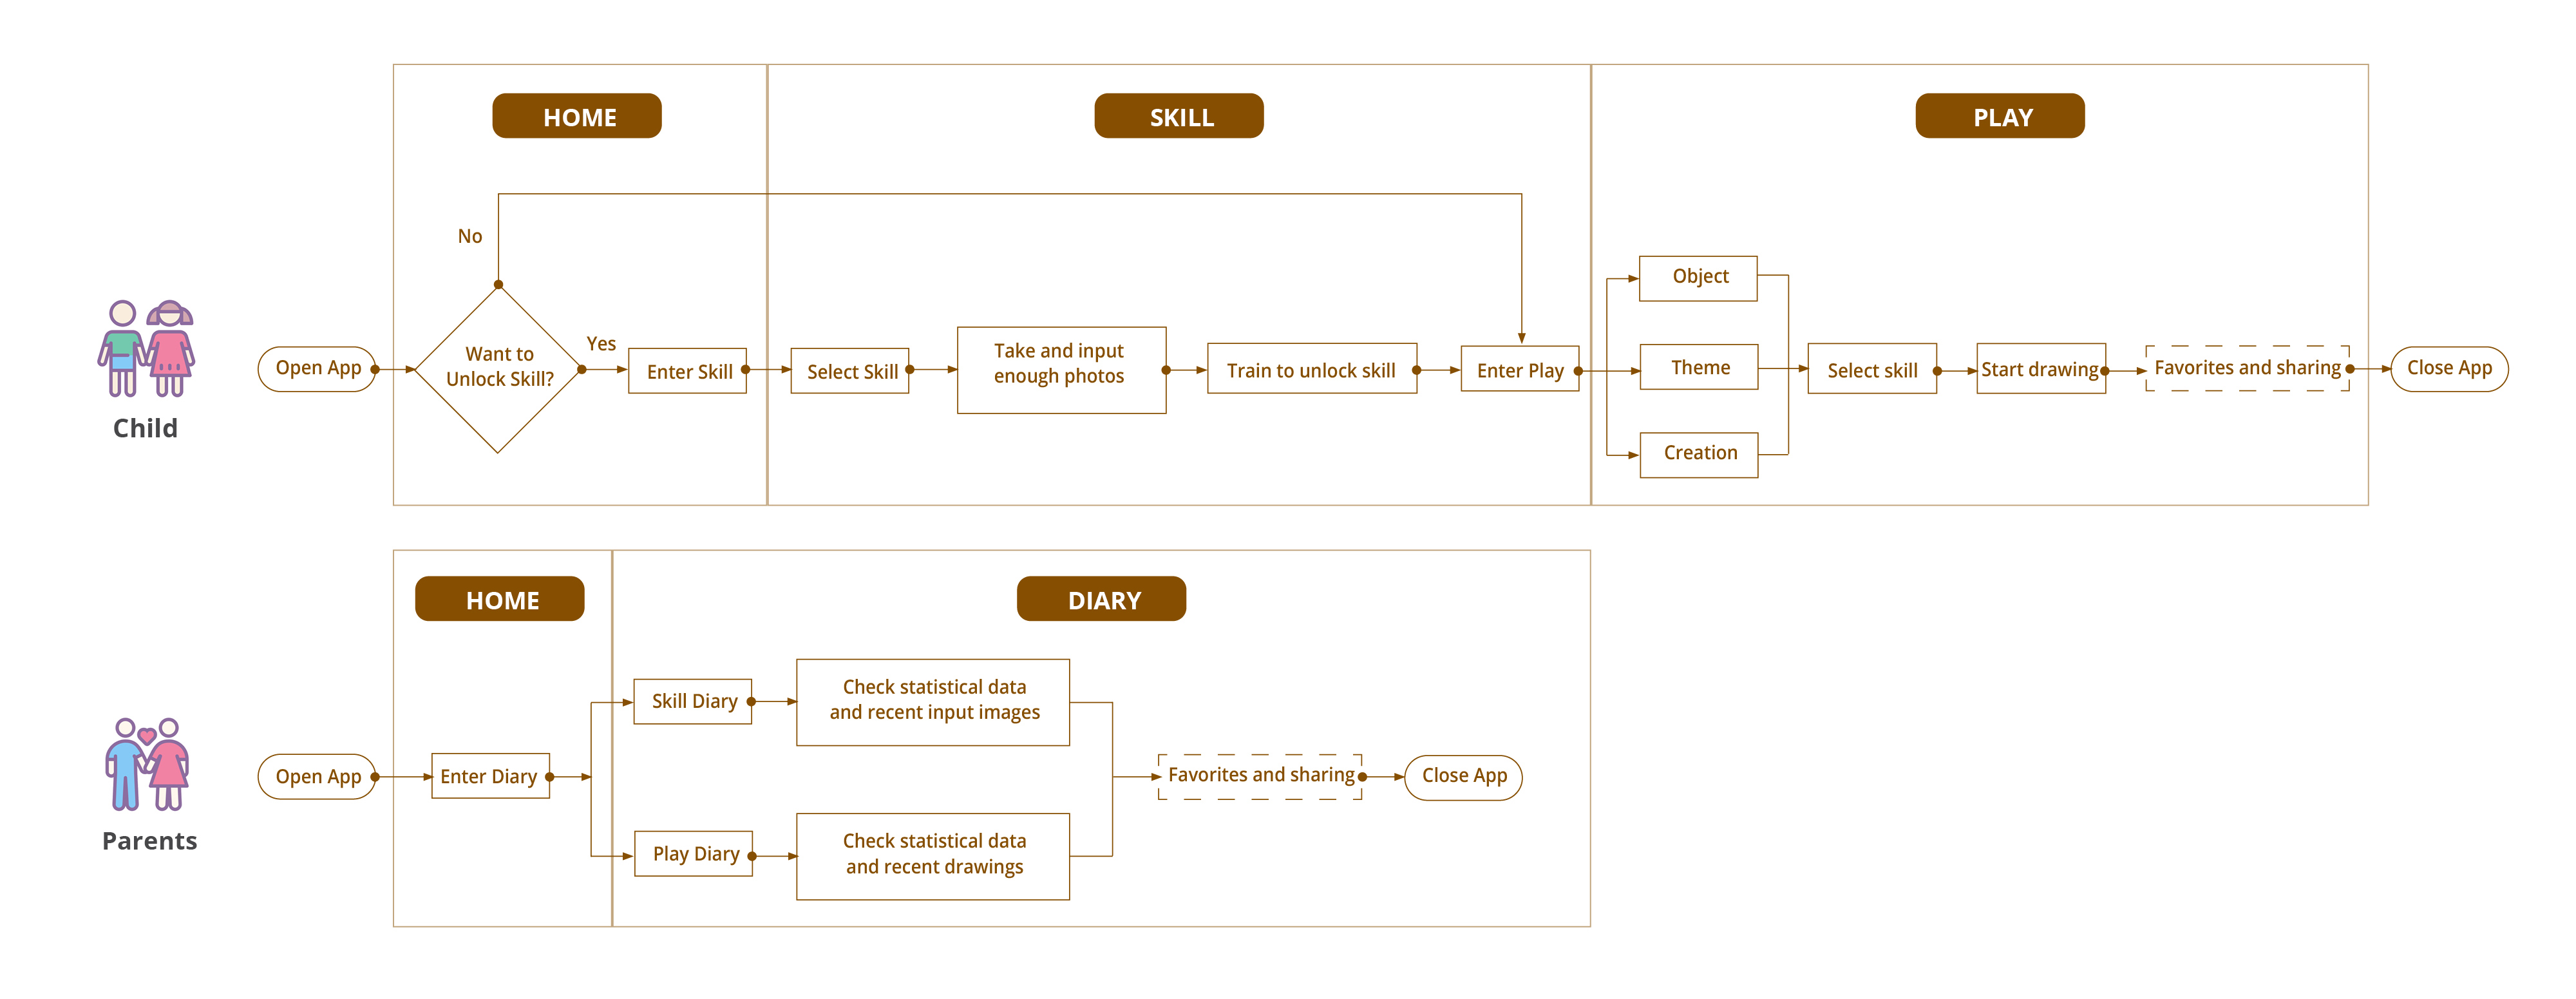 HOME
SKILL
PLAY
No
Yes
Open App
Want to
Unlock Skill?
Enter Skill
Select Skill
Take and input
enough photos
Train to unlock skill
Enter Play
Object
Theme
Creation
Select skill
Start drawing
Favorites and sharing
Close App
Child
HOME
DIARY
Open App
Enter Diary
Skill Diary
Check statistical data
and recent input images
Play Diary
Check statistical data
and recent drawings
Favorites and sharing
Close App
Parents